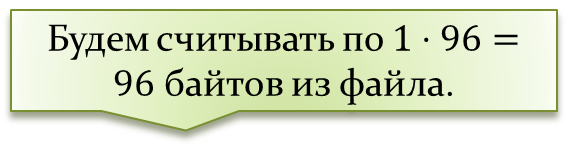 Будем считывать по 1 · 96 =
96 байтов из файла.